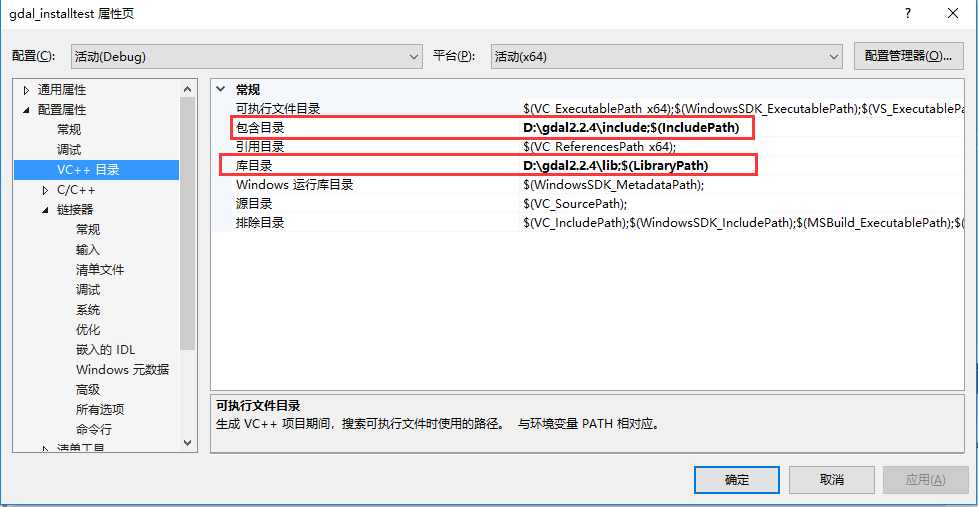 gdal_installtest 属性页
配置(C): 活动(Debug) 平台(P): 活动(x64) 配置管理器(O)...
通用属性
配置属性
常规
调试
VC++ 目录
C/C++
链接器
常规
输入
清单文件
调试
系统
优化
嵌入的 IDL
Windows 元数据
高级
所有选项
命令行
清单工具
常规
可执行文件目录 $(VC_ExecutablePath_x64);$(WindowsSDK_ExecutablePath);$(VS_ExecutablePa
包含目录 D:\gdal2.2.4\include;$(IncludePath)
引用目录 $(VC_ReferencesPath_x64);
库目录 D:\gdal2.2.4\lib;$(LibraryPath)
Windows 运行库目录 $(WindowsSDK_MetadataPath);
源目录 $(VC_SourcePath);
排除目录 $(VC_IncludePath);$(WindowsSDK_IncludePath);$(MSBuild_ExecutablePath);$(
可执行文件目录
生成 VC++ 项目期间，搜索可执行文件时使用的路径。 与环境变量 PATH 相对应。
确定 取消 应用(A)